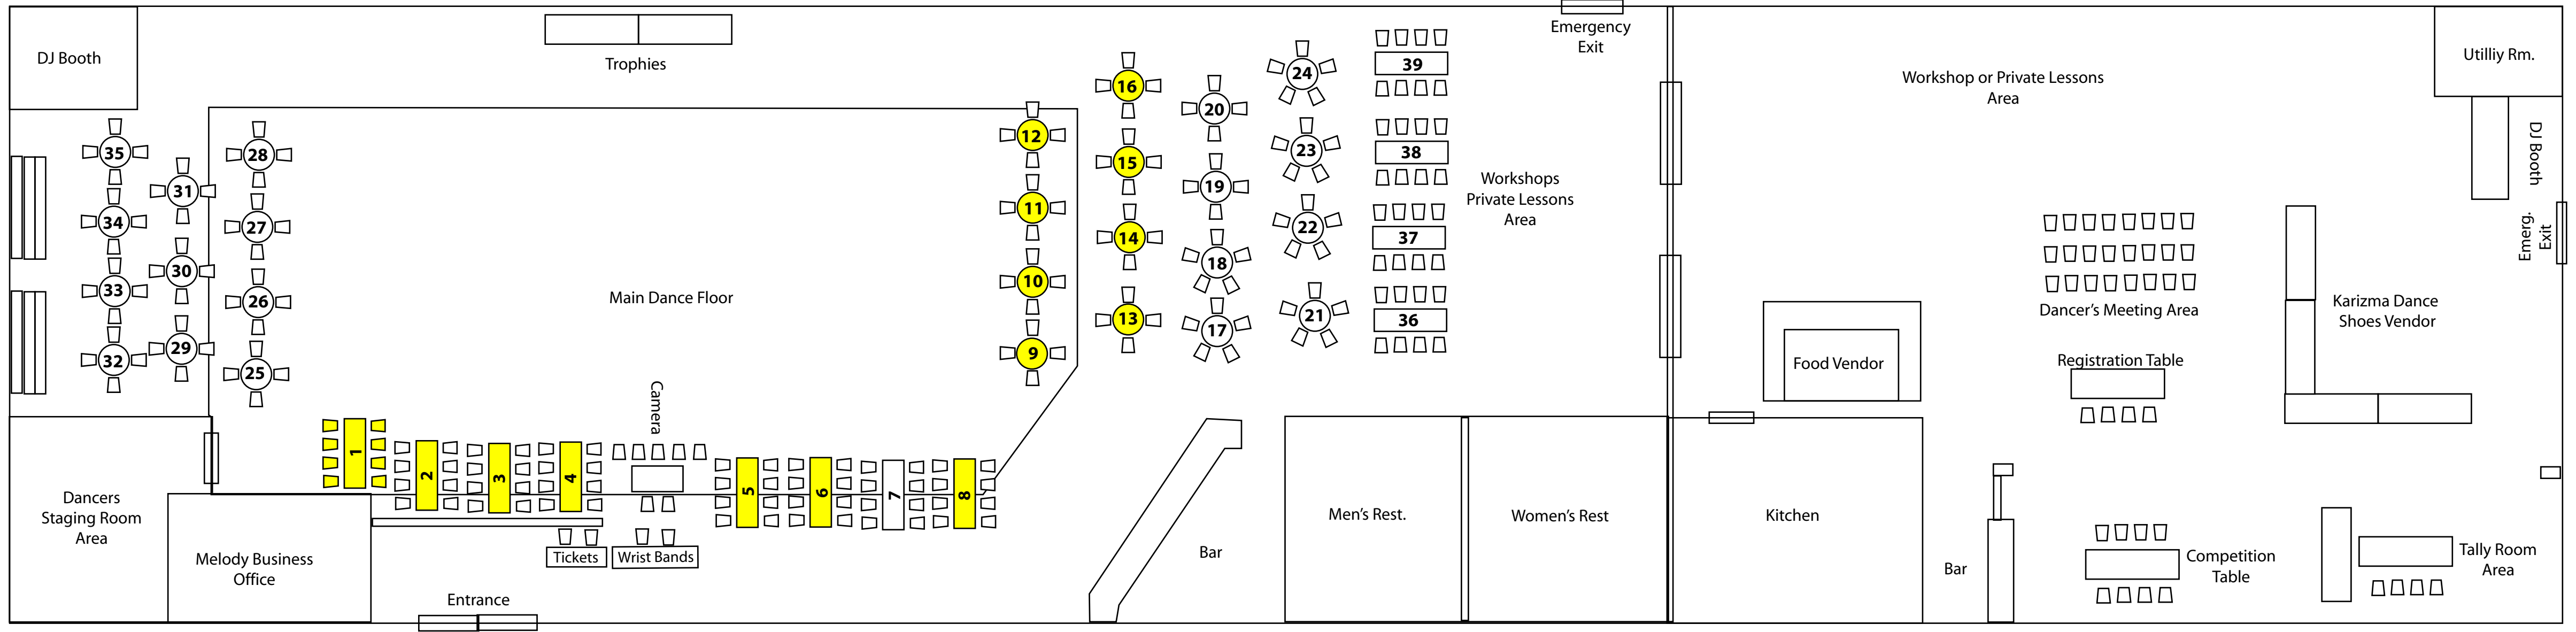 DJ Booth
Trophies
Emergency
Exit
Workshop or Private Lessons
Area
Utilliy Rm.
DJ Booth
Emerg.
Exit
35
34
33
32
31
30
29
28
27
26
25
Main Dance Floor
12
11
10
9
16
15
14
13
20
19
18
17
24
23
22
21
39
38
37
36
Workshops
Private Lessons
Area
Dancer's Meeting Area
Karizma Dance
Shoes Vendor
Registration Table
Food Vendor
Camera
1
2
3
4
5
6
7
8
Dancers
Staging Room
Area
Melody Business
Office
Tickets
Wrist Bands
Entrance
Bar
Men's Rest.
Women's Rest
Kitchen
Bar
Competition
Table
Tally Room
Area